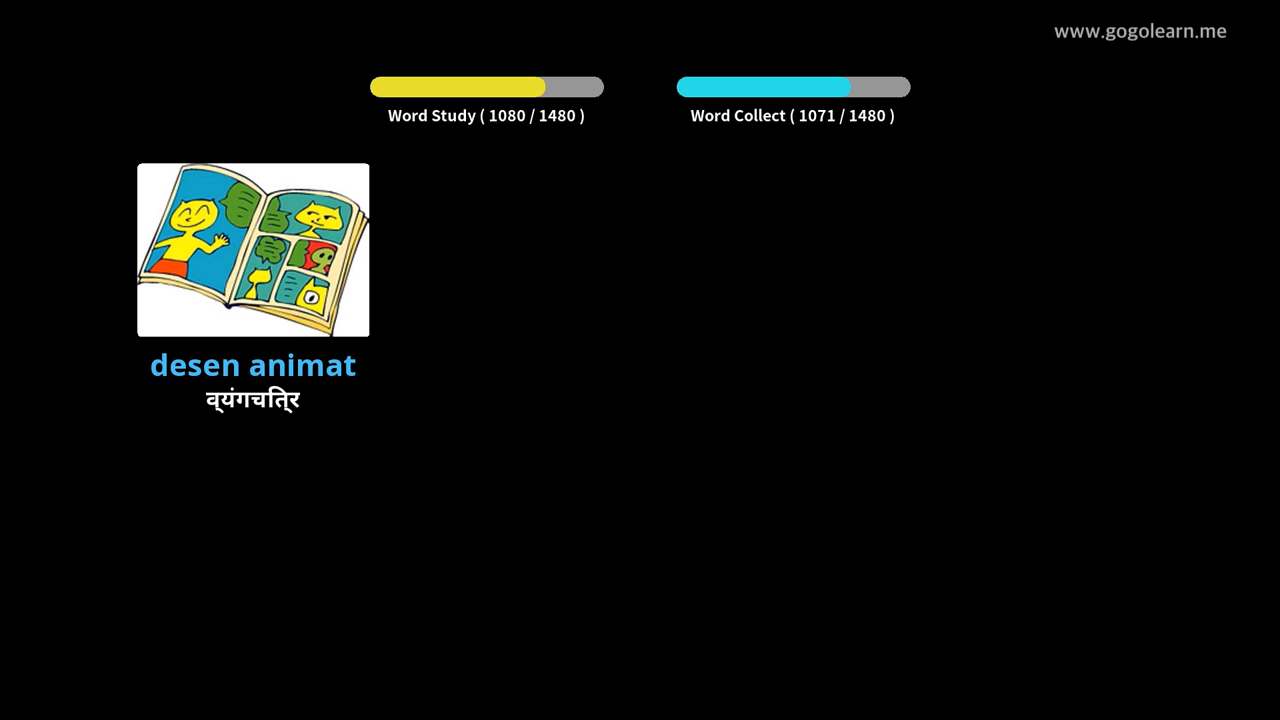 www.gogolearn.me
Word Study ( 1080 / 1480 )
Word Collect ( 1071 / 1480 )
desen animat
व्यंगचित्र